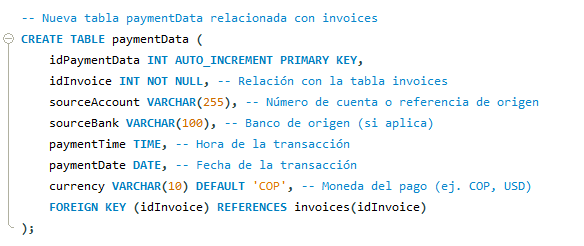 -- Nueva tabla paymentData relacionada con invoices
CREATE TABLE paymentData (
idPaymentData INT AUTO_INCREMENT PRIMARY KEY,
idInvoice INT NOT NULL, -- Relación con la tabla invoices
sourceAccount VARCHAR(255), -- Número de cuenta o referencia de origen
sourceBank VARCHAR(100), -- Banco de origen (si aplica)
paymentTime TIME, -- Hora de la transacción
paymentDate DATE, -- Fecha de la transacción
currency VARCHAR(10) DEFAULT 'COP', -- Moneda del pago (ej. COP, USD)
FOREIGN KEY (idInvoice) REFERENCES invoices(idInvoice)
);